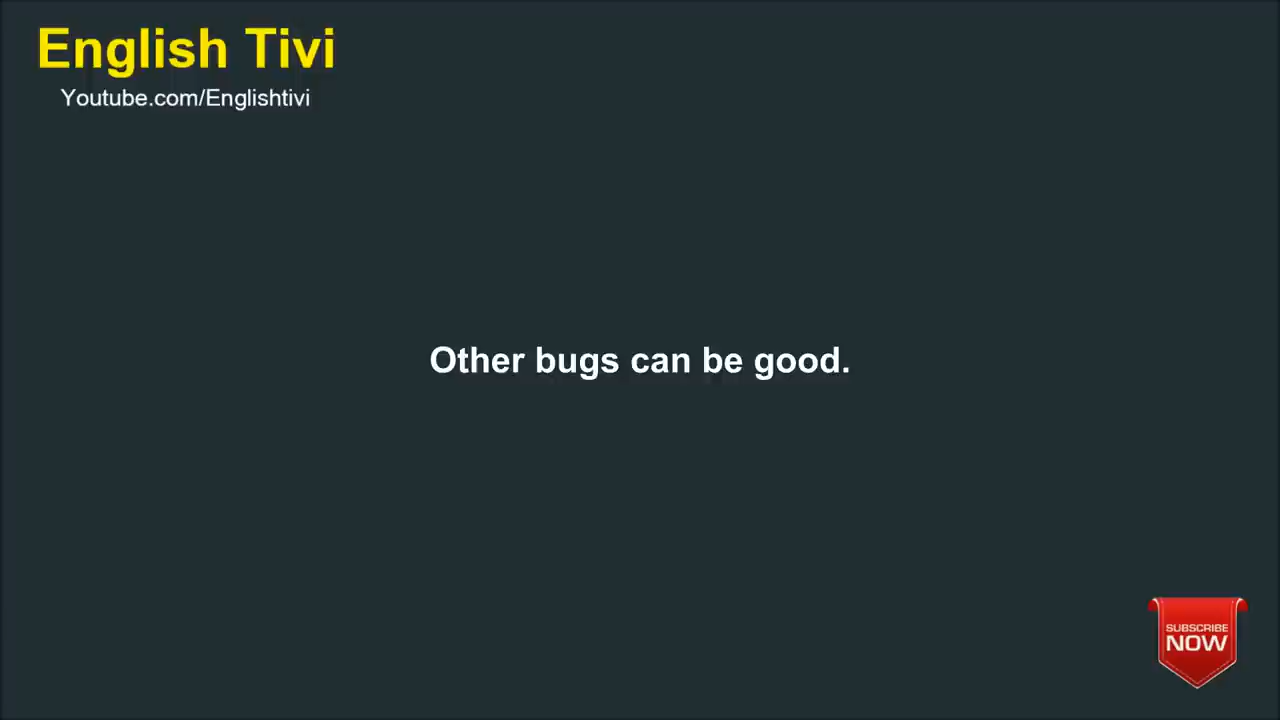 English Tivi
Youtube.com/Englishtivi
Other bugs can be good.
SUBSCRIBE
NOW